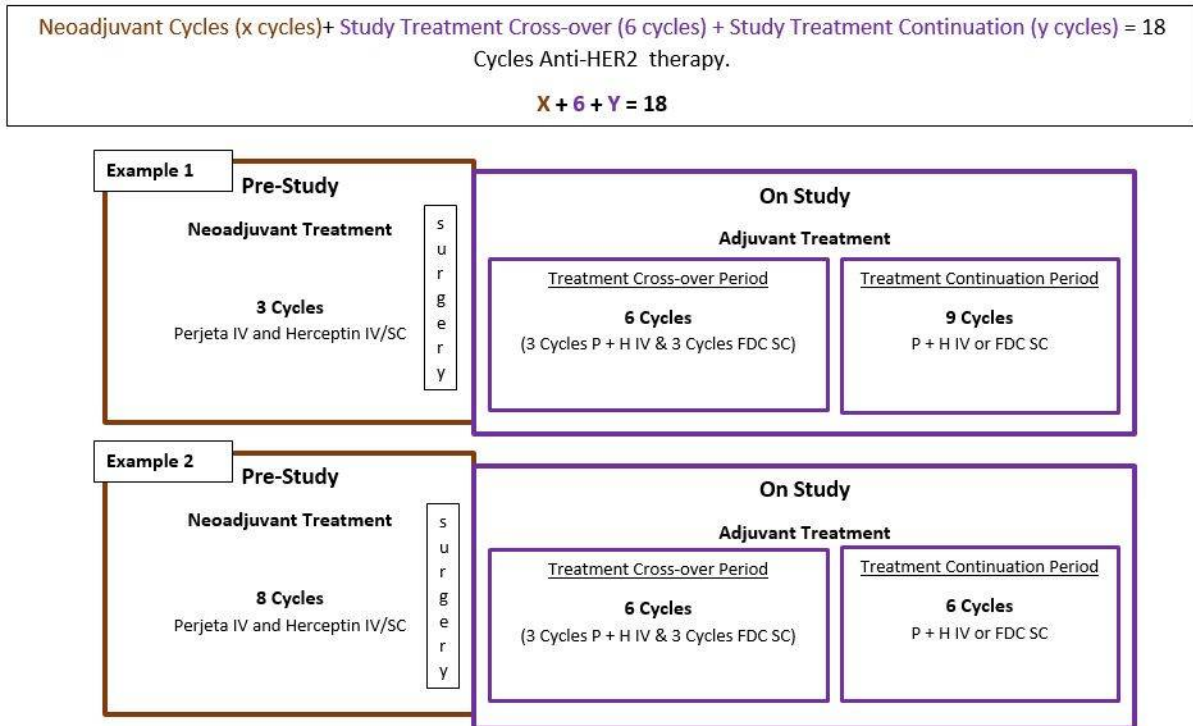 Neoadjuvant Cycles (x cycles)+ Study Treatment Cross-over (6 cycles) + Study Treatment Continuation (y cycles) = 18
Cycles Anti-HER2 therapy.
X + 6 + Y = 18
Example 1
Pre-Study
Neoadjuvant Treatment
3 Cycles
Perjeta IV and Herceptin IV/SC
surgery
On Study
Adjuvant Treatment
Treatment Cross-over Period
6 Cycles
(3 Cycles P + H IV & 3 Cycles FDC SC)
Treatment Continuation Period
9 Cycles
P + H IV or FDC SC
Example 2
Pre-Study
Neoadjuvant Treatment
8 Cycles
Perjeta IV and Herceptin IV/SC
surgery
On Study
Adjuvant Treatment
Treatment Cross-over Period
6 Cycles
(3 Cycles P + H IV & 3 Cycles FDC SC)
Treatment Continuation Period
6 Cycles
P + H IV or FDC SC